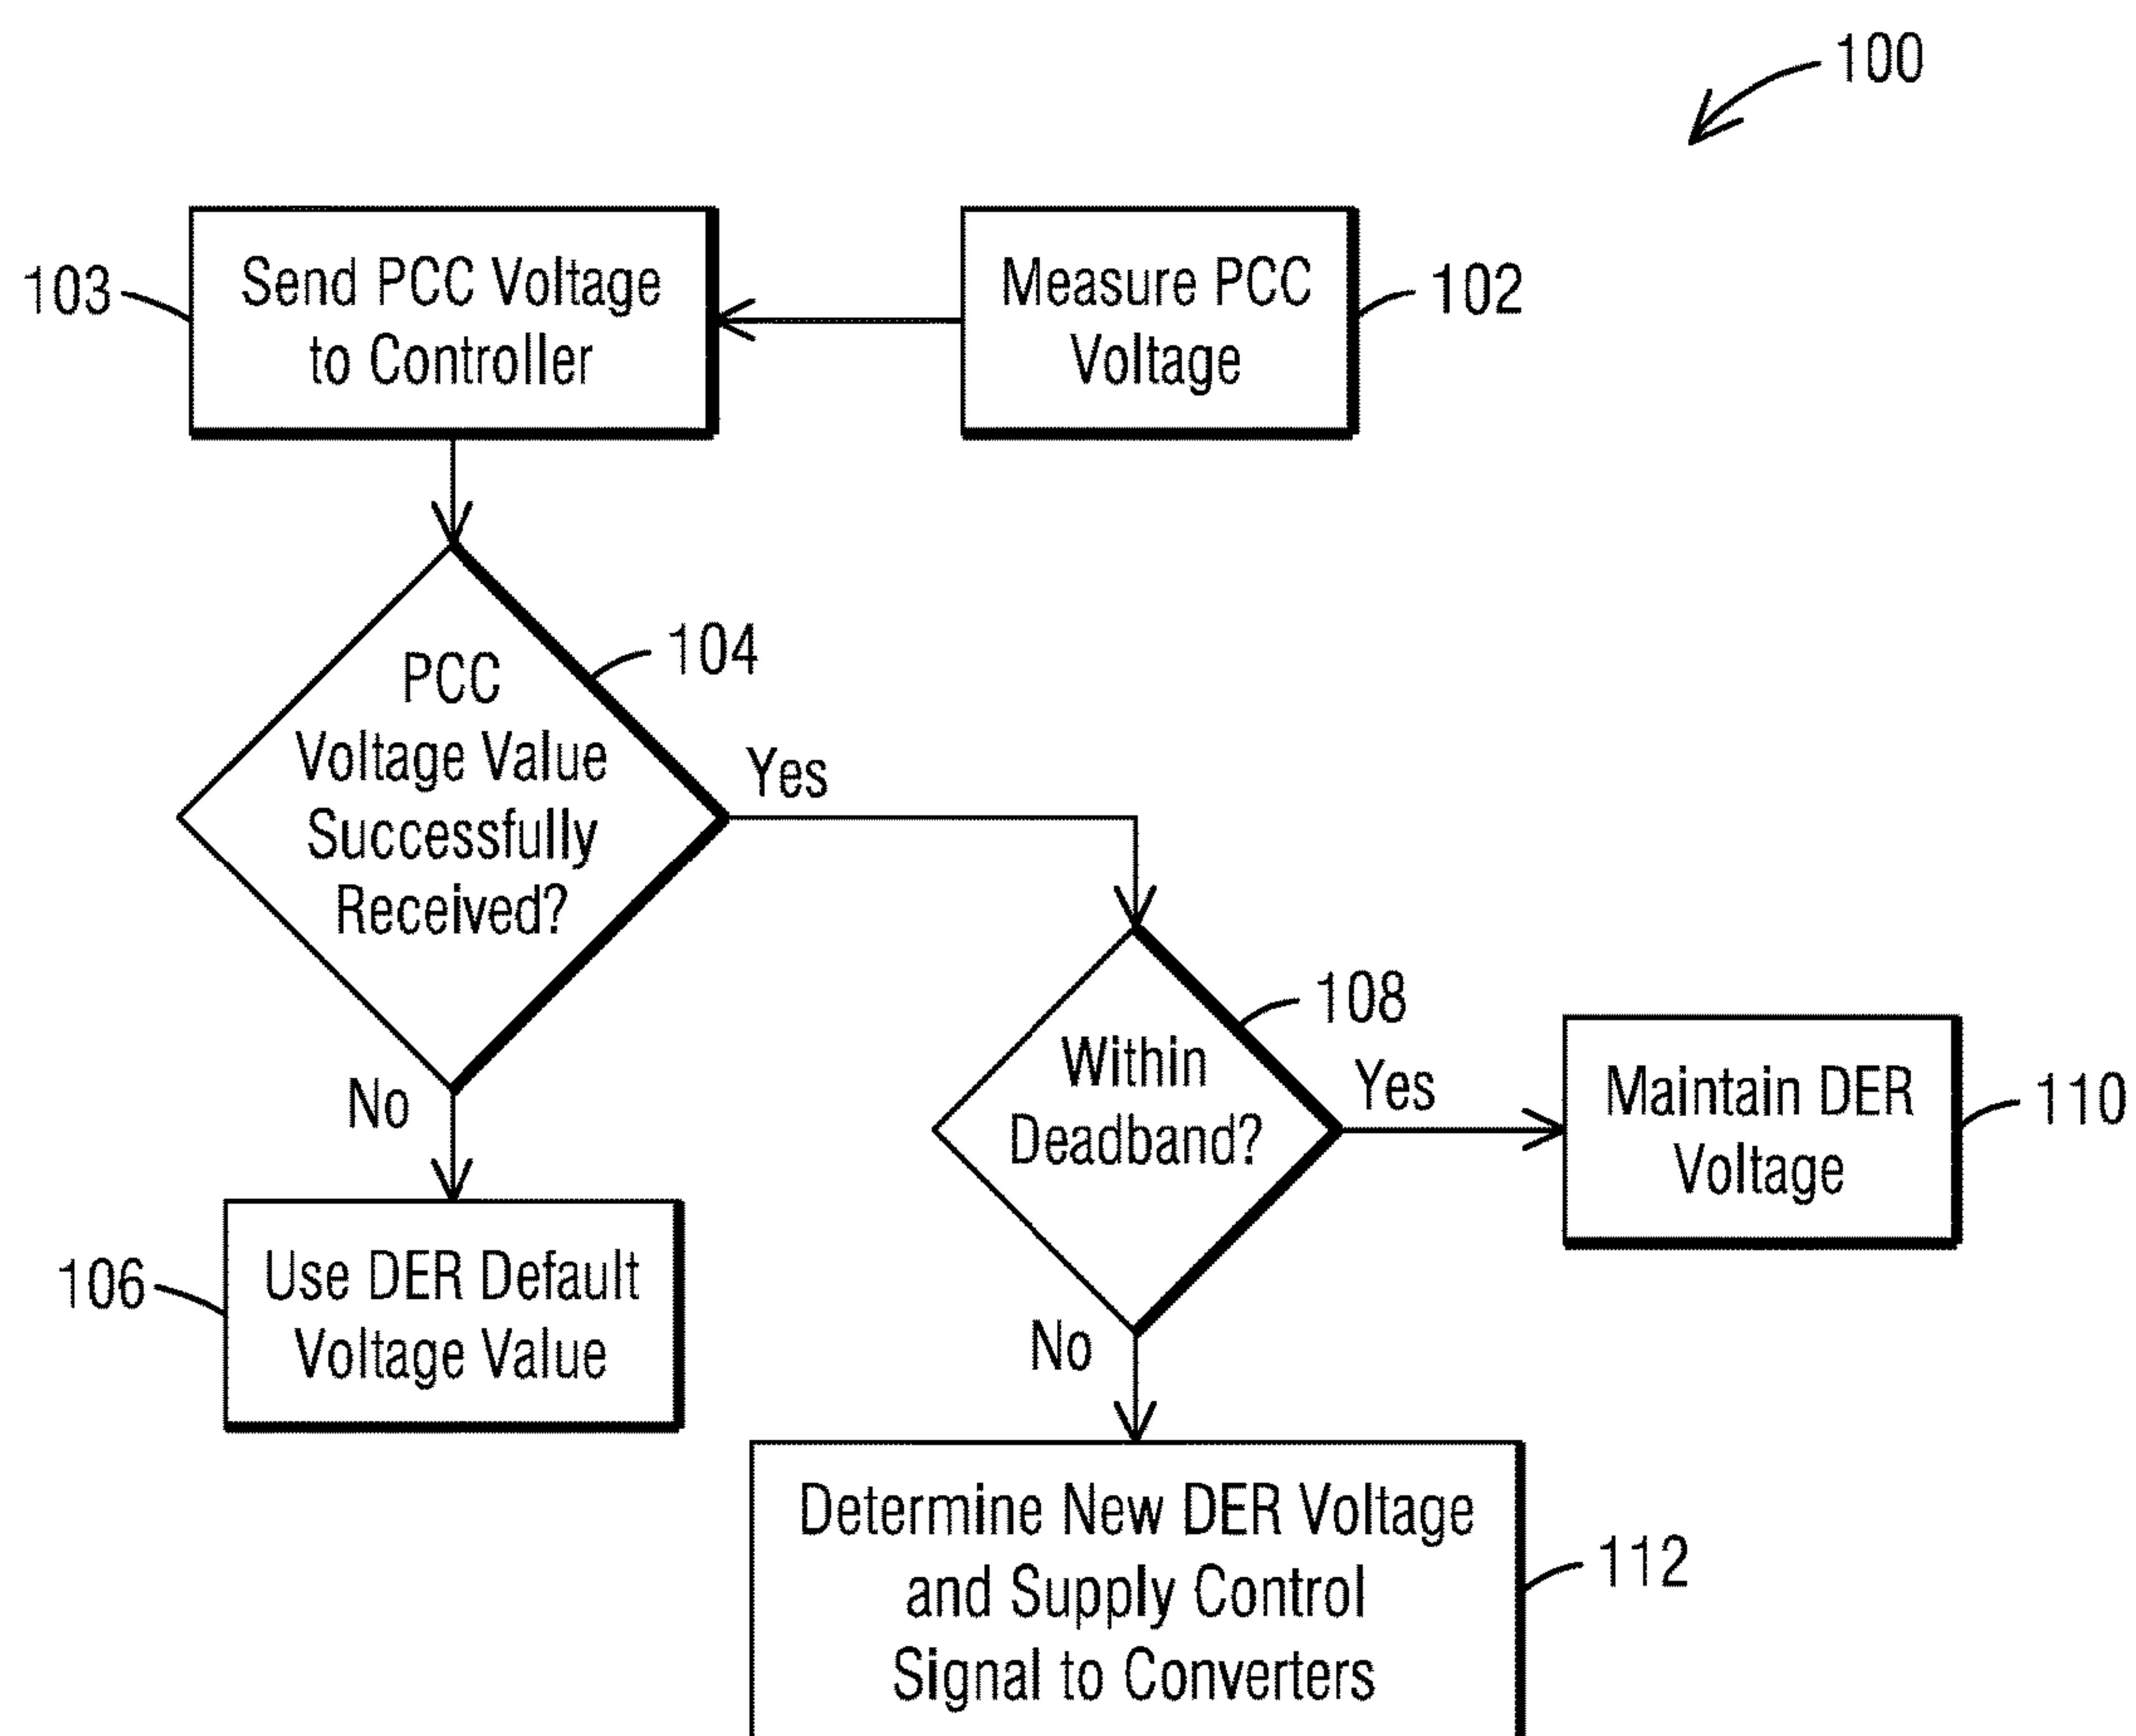 100
103
Send PCC Voltage
to Controller
Measure PCC
Voltage
102
104
PCC
Voltage Value
Successfully
Received?
Yes
No
108
Within
Deadband?
Yes
Maintain DER
Voltage
110
106
Use DER Default
Voltage Value
No
Determine New DER Voltage
and Supply Control
Signal to Converters
112